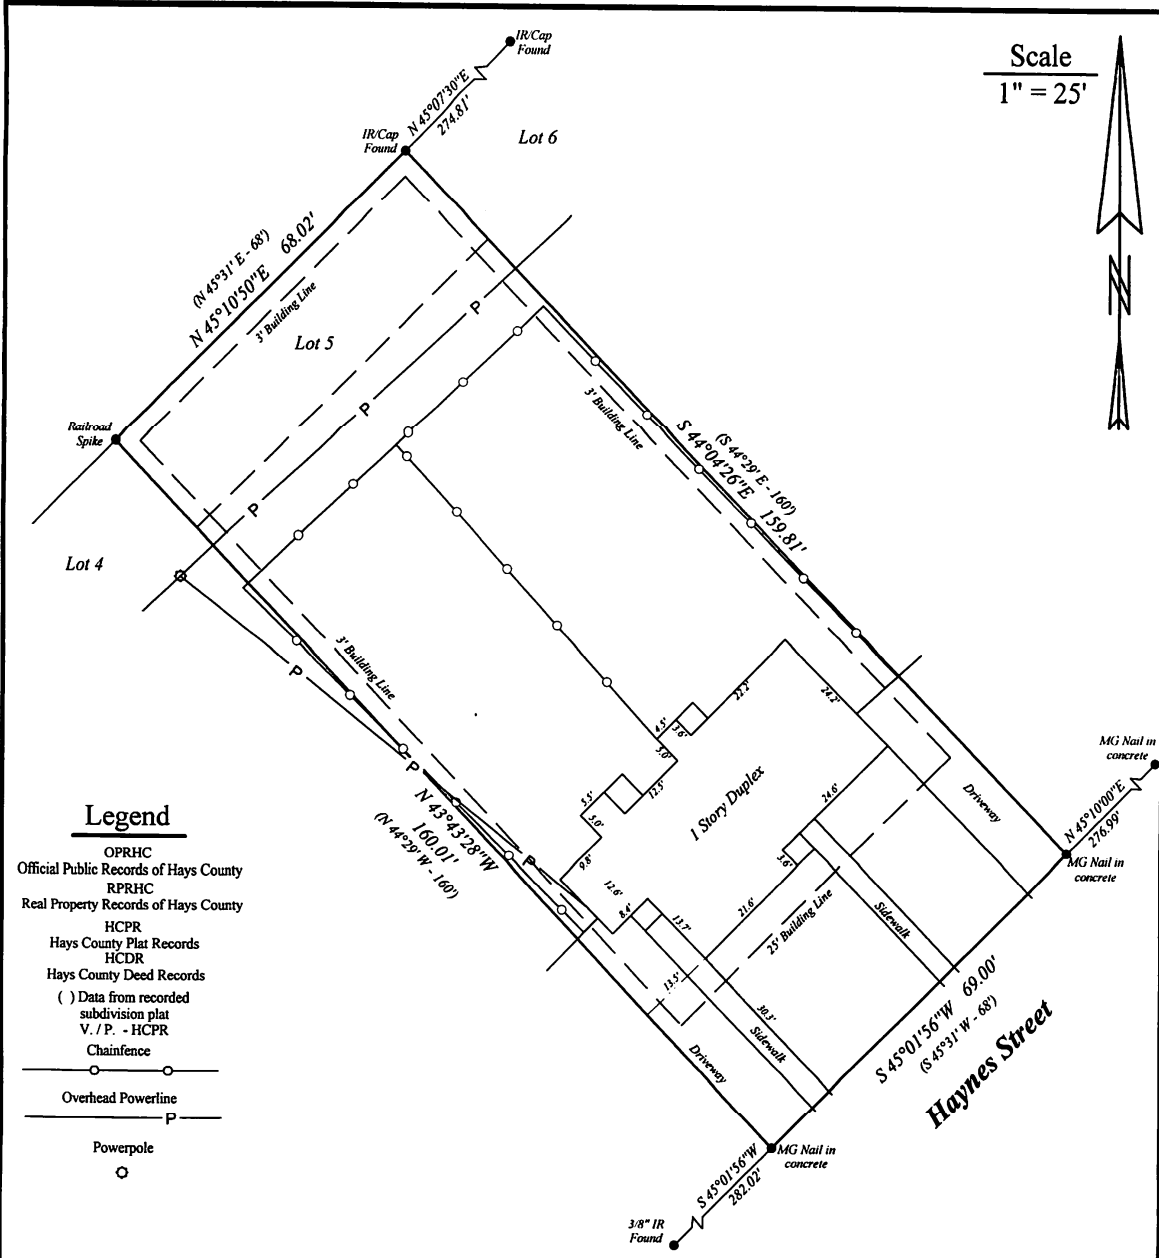 IR/Cap
Found
Scale
1" = 25'
N 45°07'30"E
274.81'
IR/Cap
Found
Lot 6
(N 45°31' E - 68')
N 45°10'50"E 68.02'
3' Building Line
Lot 5
P
P
P
Railroad
Spike
N
Lot 4
3' Building Line
(S 44°29' E - 160')
S 44°04'26"E 159.81'
3' Building Line
P
P
P
N 43°43'28"W
160.01'
(N 44°29' W - 160')
4.5'
3.6'
22.2'
24.2'
5.0'
12.5'
5.5'
5.0'
9.8'
1 Story Duplex
24.6'
3.6'
12.6'
8.4'
13.7'
21.6'
25' Building Line
13.5'
30.3'
Driveway
Sidewalk
Sidewalk
Driveway
MG Nail in
concrete
N 45°10'00"E
276.99'
MG Nail in
concrete
S 45°01'56"W 69.00'
(S 45°31' W - 68')
Haynes Street
MG Nail in
concrete
S 45°01'56"W
282.02'
3/8" IR
Found
Legend
OPRHC
Official Public Records of Hays County
RPRHC
Real Property Records of Hays County
HCPR
Hays County Plat Records
HCDR
Hays County Deed Records
( ) Data from recorded
subdivision plat
V. / P. - HCPR
Chainfence
Overhead Powerline
P
Powerpole